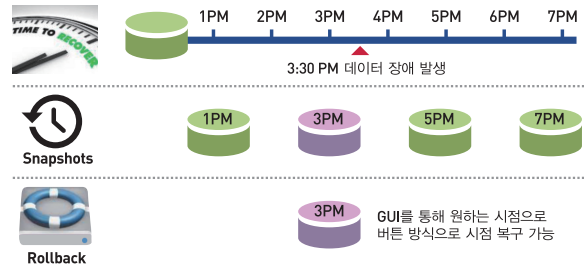 TIME TO RECOVER
1PM 2PM 3PM 4PM 5PM 6PM 7PM
3:30 PM 데이터 장애 발생
1PM 3PM 5PM 7PM
Snapshots
3PM
GUI를 통해 원하는 시점으로
버튼 방식으로 시점 복구 가능
Rollback